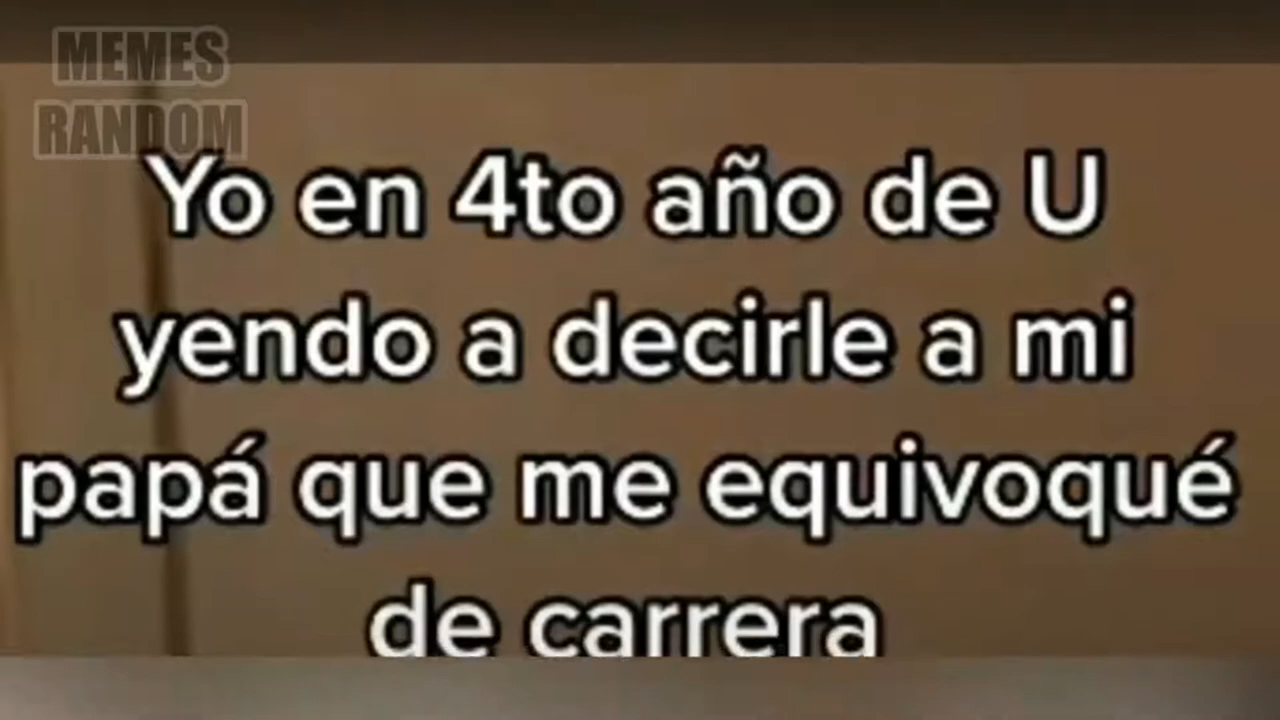 MEMES
RANDOM
Yo en 4to año de U
yendo a decirle a mi
papá que me equivoqué
de carrera